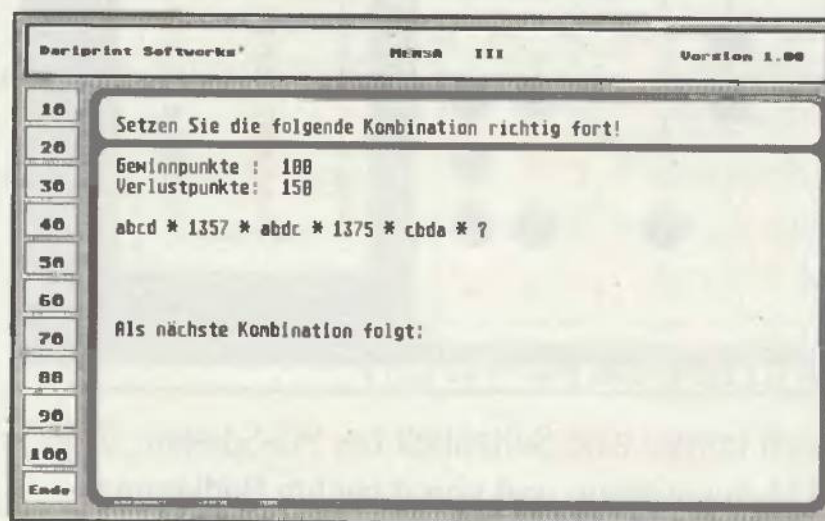 Dariprint Softworks° MENSA III Version 1.00
10
Setzen Sie die folgende Kombination richtig fort!
20
Gewinnpunkte : 100
30
Verlustpunkte: 150
40
abcd * 1357 * abdc * 1375 * cbda * ?
50
60
70
Als nächste Kombination folgt:
80
90
100
Ende